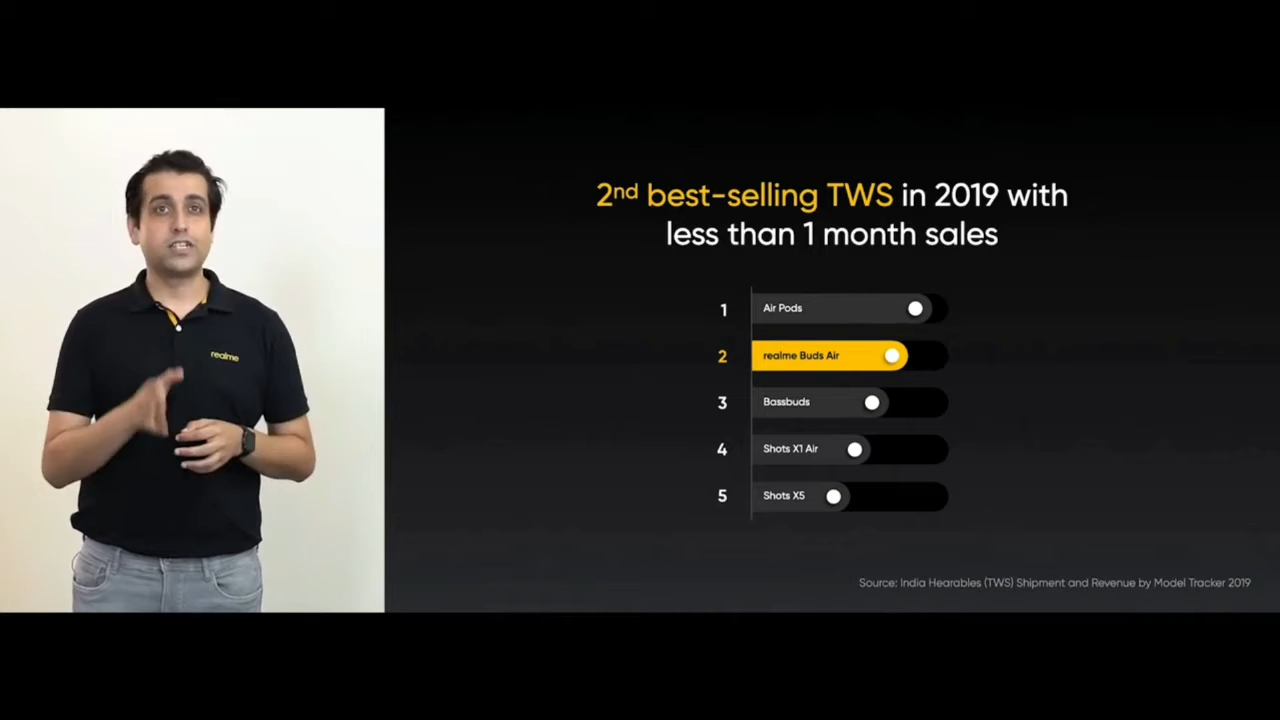 realme
2nd best-selling TWS in 2019 with
less than 1 month sales
1 Air Pods
2 realme Buds Air
3 Bassbuds
4 Shots X1 Air
5 Shots X5
Source: India Hearables (TWS) Shipment and Revenue by Model Tracker 2019